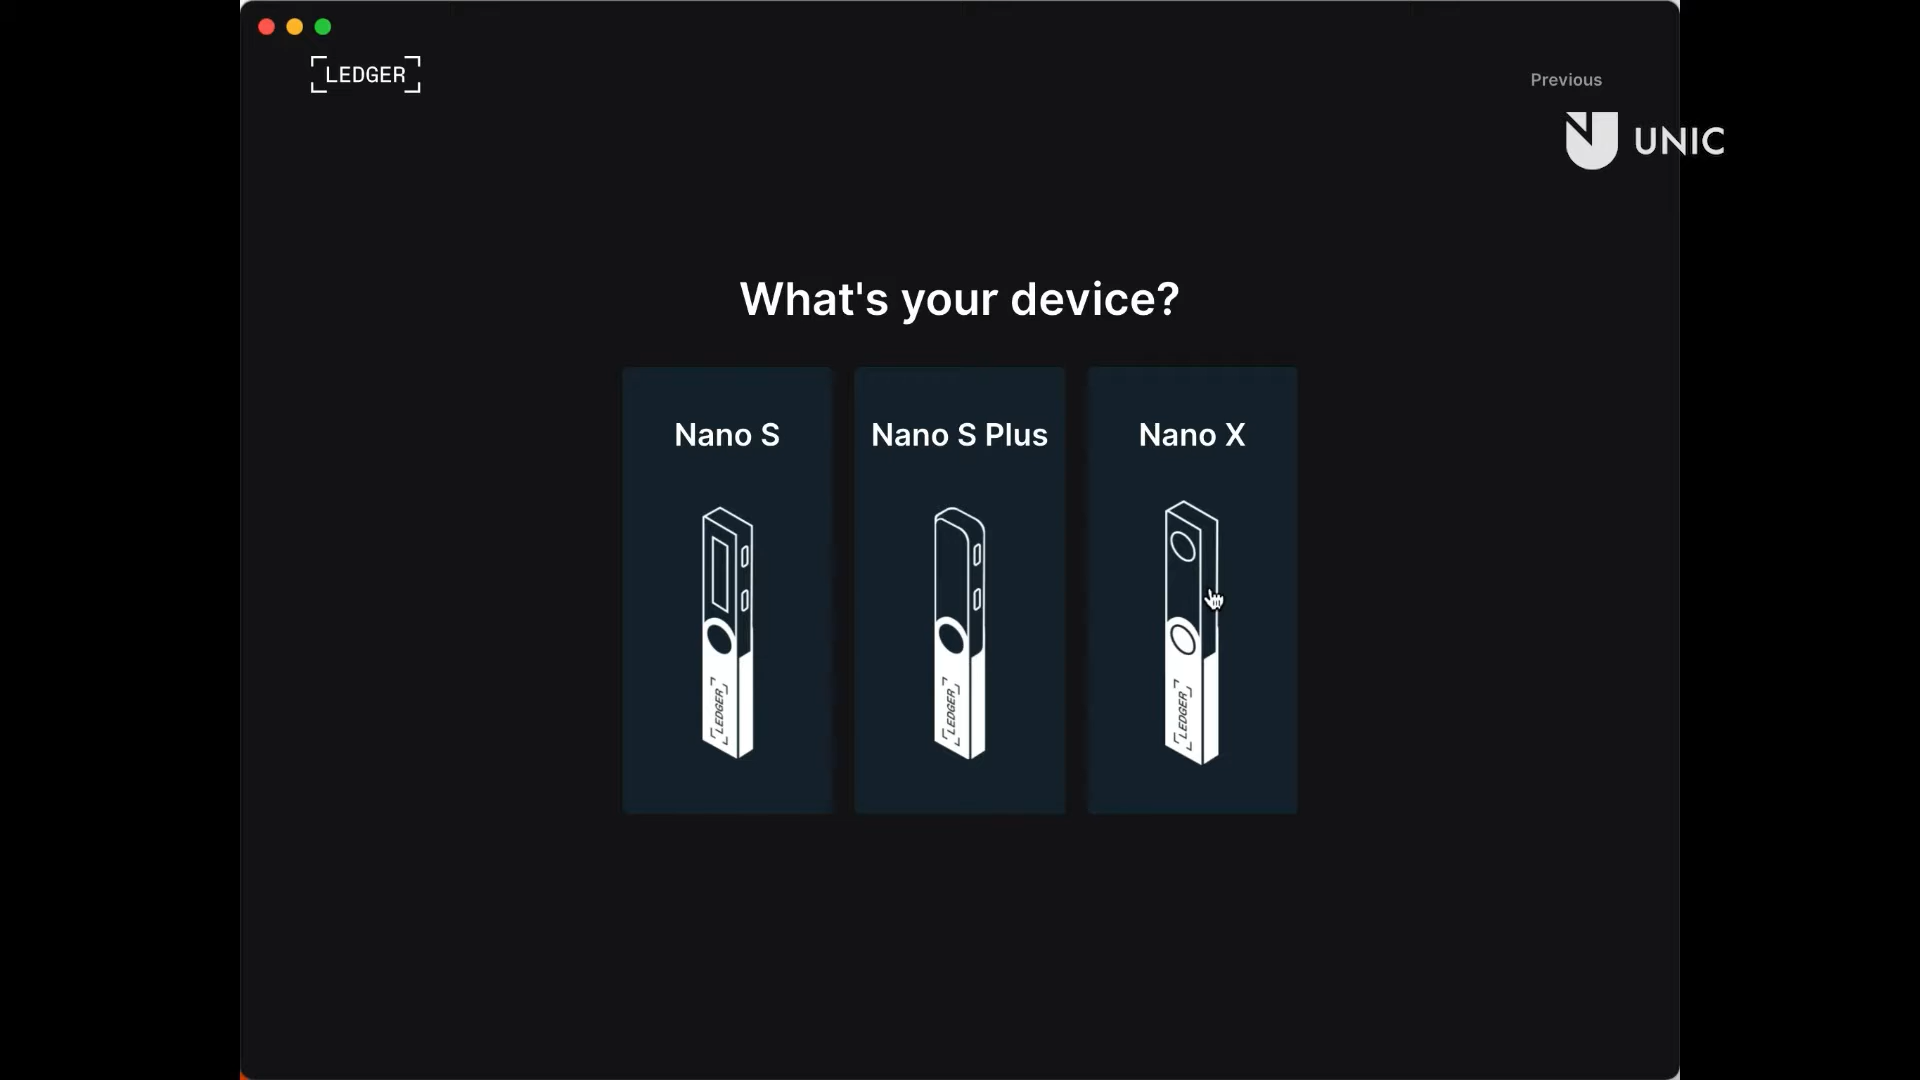 LEDGER
Previous
UNIC
What's your device?
Nano S
Nano S Plus
Nano X
LEDGER
LEDGER
LEDGER